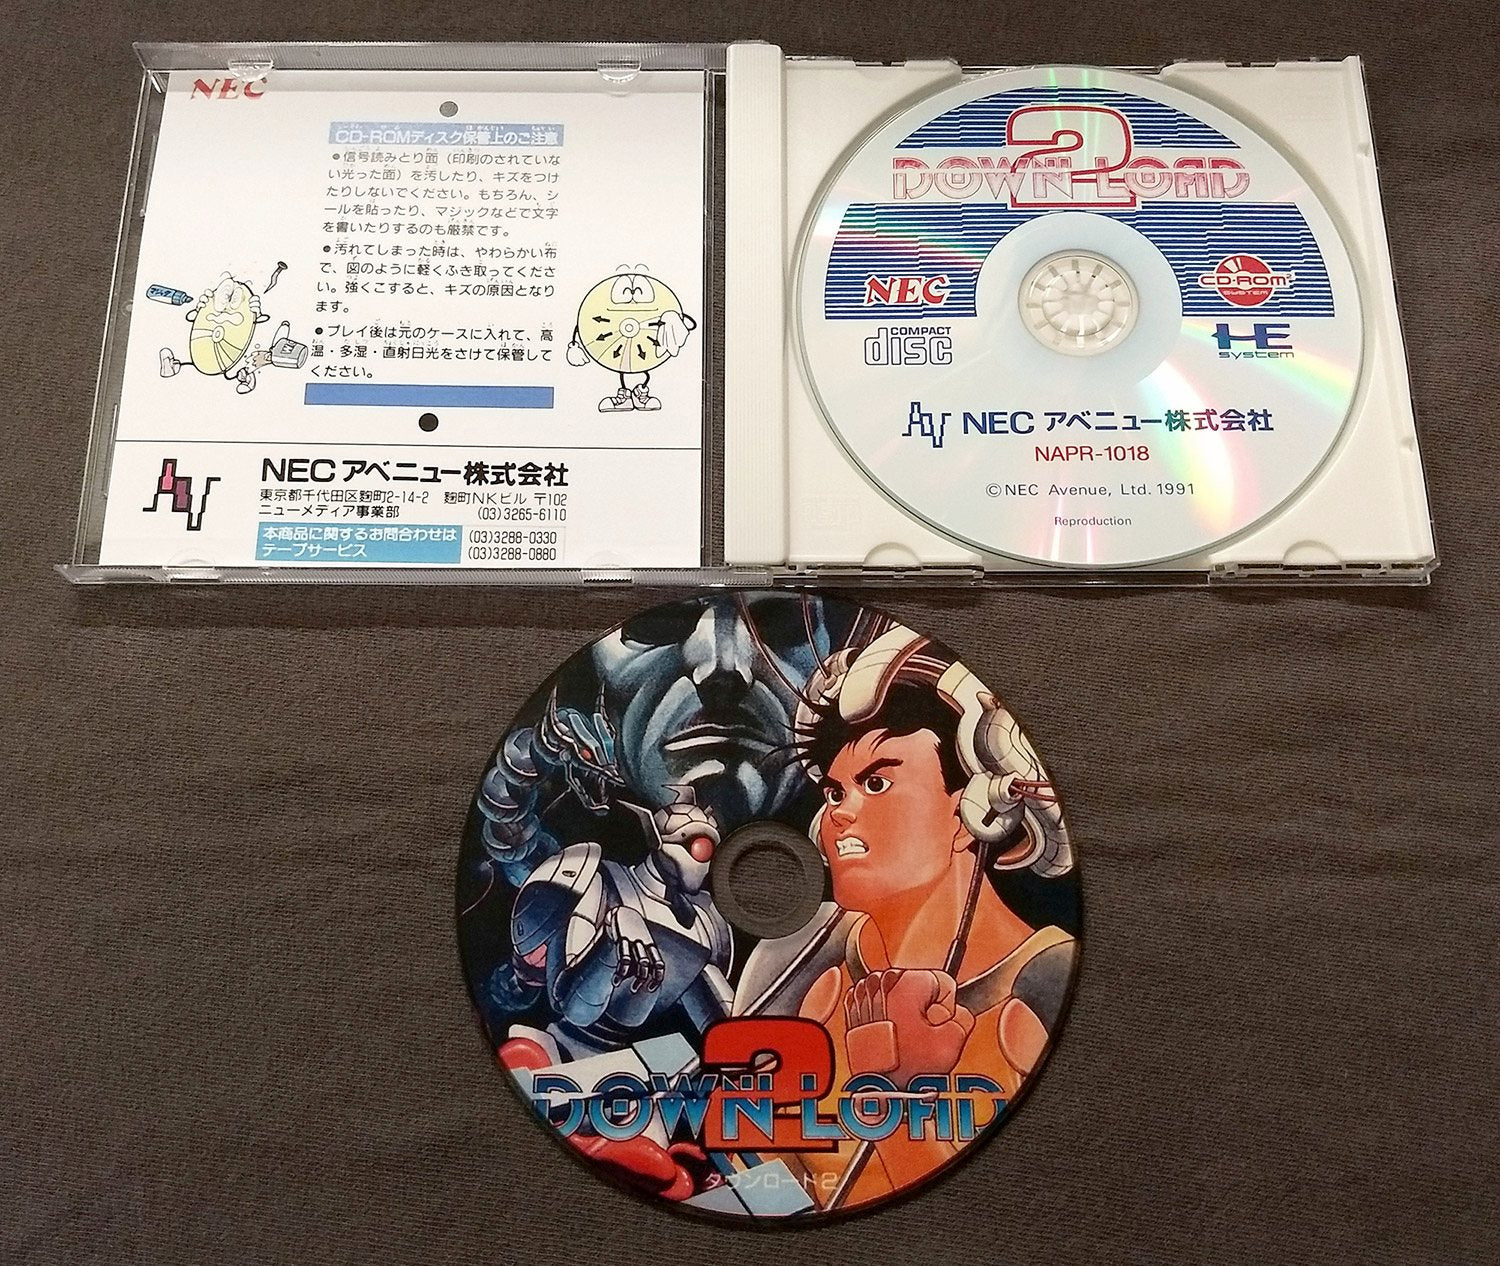 NEC
CD-ROMディスク保管上のご注意
●信号読みとり面（印刷のされていな
い光った面）を汚したり、キズをつけ
たりしないでください。もちろん、シ
ールを貼ったり、マジックなどで文字
を書いたりするのも厳禁です。
●汚れてしまった時は、やわらかい布
で、図のように軽くふき取ってくださ
い。強くこすると、キズの原因となり
ます。
●プレイ後は元のケースに入れて、高
温・多湿・直射日光をさけて保管して
ください。
NEC アベニュー株式会社
東京都千代田区麹町2-14-2 麹町NKビル 〒102
ニューメディア事業部 (03)3265-6110
本商品に関するお問合わせは (03)3288-0330
テープサービス (03)3288-0880
2
DOWN LOAD
NEC
CD-ROM²
SYSTEM
COMPACT
disc
HE
system
AV NEC アベニュー株式会社
NAPR-1018
©NEC Avenue, Ltd. 1991
Reproduction
2
DOWN LOAD
ダウンロード2